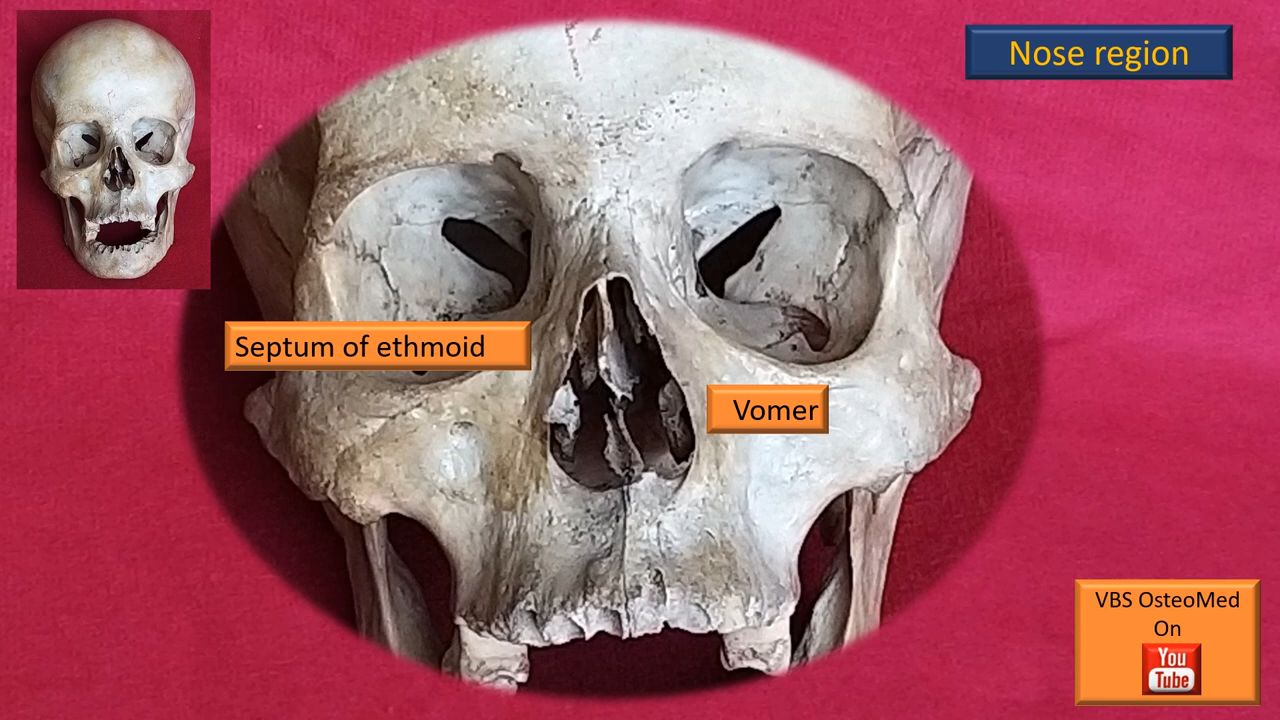 Nose region
Septum of ethmoid
Vomer
VBS OsteoMed
On
You
Tube